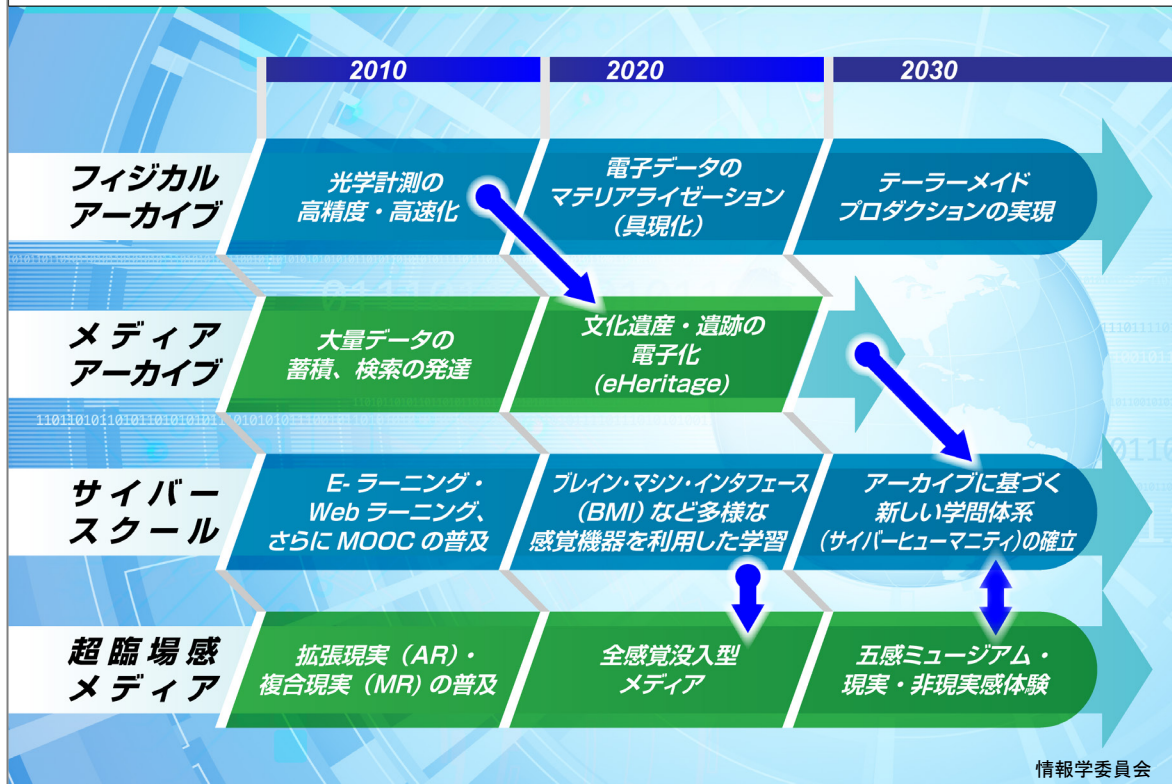 2010
2020
2030
フィジカル
アーカイブ
光学計測の
高精度・高速化
電子データの
マテリアライゼーション
(具現化)
テーラーメイド
プロダクションの実現
メディア
アーカイブ
大量データの
蓄積、検索の発達
文化遺産・遺跡の
電子化
(eHeritage)
サイバー
スクール
E-ラーニング・
Webラーニング、
さらにMOOCの普及
ブレイン・マシン・インタフェース
(BMI)など多様な
感覚機器を利用した学習
アーカイブに基づく
新しい学問体系
(サイバーヒューマニティ)の確立
超臨場感
メディア
拡張現実(AR)・
複合現実(MR)の普及
全感覚没入型
メディア
五感ミュージアム・
現実・非現実感体験
情報学委員会